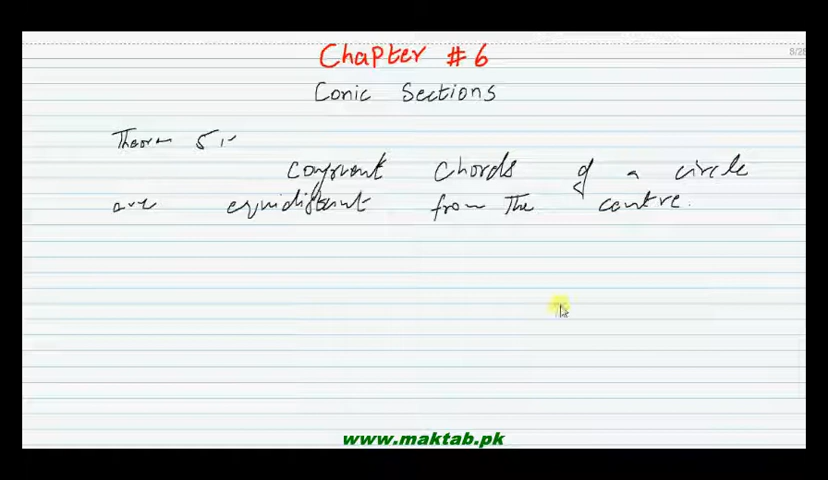 Chapter # 6
Conic Sections
Theorem 5:-
congruent chords of a circle
are equidistant from the centre.
www.maktab.pk